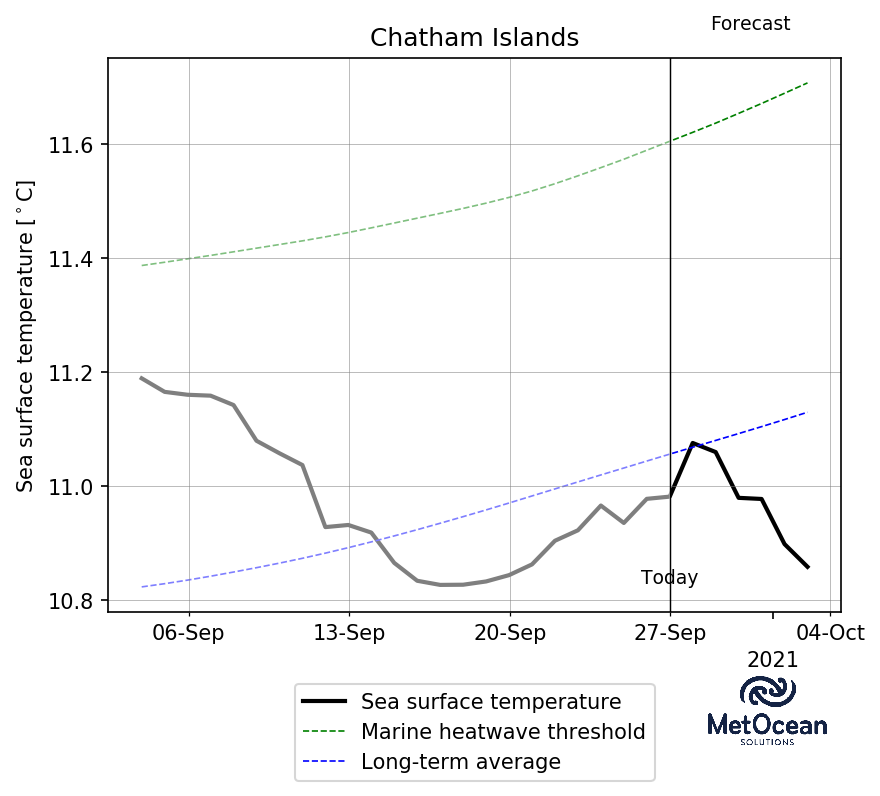 Forecast
Chatham Islands
Sea surface temperature [°C]
11.6
11.4
11.2
11.0
10.8
Today
06-Sep 13-Sep 20-Sep 27-Sep 04-Oct
2021
Sea surface temperature
Marine heatwave threshold
Long-term average
MetOcean
SOLUTIONS